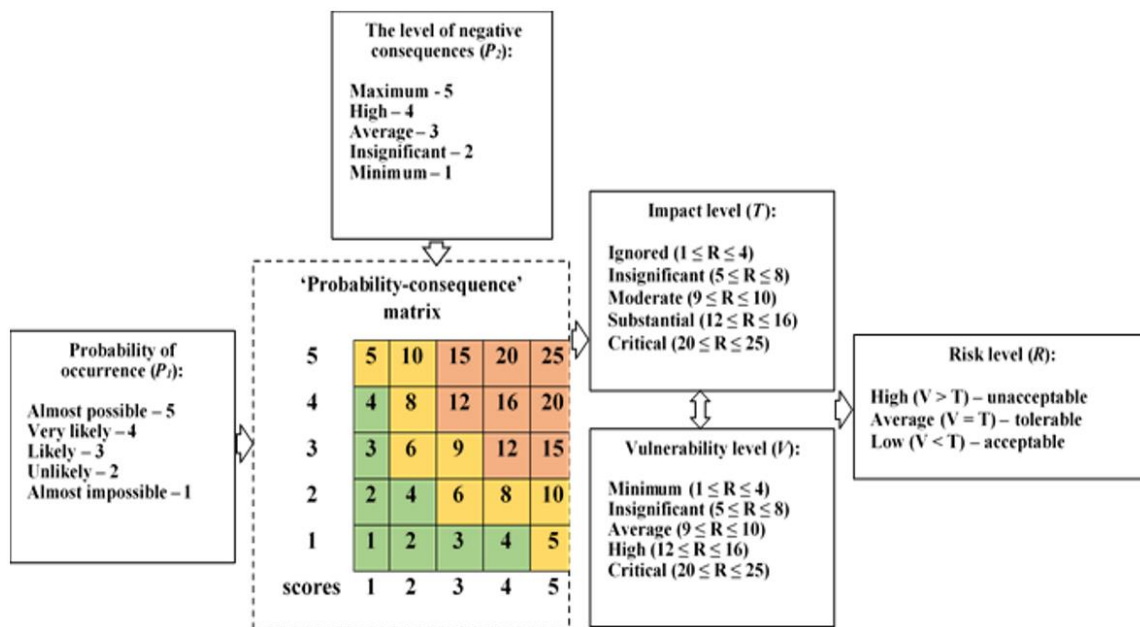 The level of negative
consequences (P₂):
Maximum - 5
High – 4
Average – 3
Insignificant – 2
Minimum – 1
Probability of
occurrence (P₁):
Almost possible – 5
Very likely – 4
Likely – 3
Unlikely – 2
Almost impossible – 1
‘Probability-consequence’
matrix
5 5 10 15 20 25
4 4 8 12 16 20
3 3 6 9 12 15
2 2 4 6 8 10
1 1 2 3 4 5
scores 1 2 3 4 5
Impact level (T):
Ignored (1 ≤ R ≤ 4)
Insignificant (5 ≤ R ≤ 8)
Moderate (9 ≤ R ≤ 10)
Substantial (12 ≤ R ≤ 16)
Critical (20 ≤ R ≤ 25)
Vulnerability level (V):
Minimum (1 ≤ R ≤ 4)
Insignificant (5 ≤ R ≤ 8)
Average (9 ≤ R ≤ 10)
High (12 ≤ R ≤ 16)
Critical (20 ≤ R ≤ 25)
Risk level (R):
High (V > T) – unacceptable
Average (V = T) – tolerable
Low (V < T) – acceptable